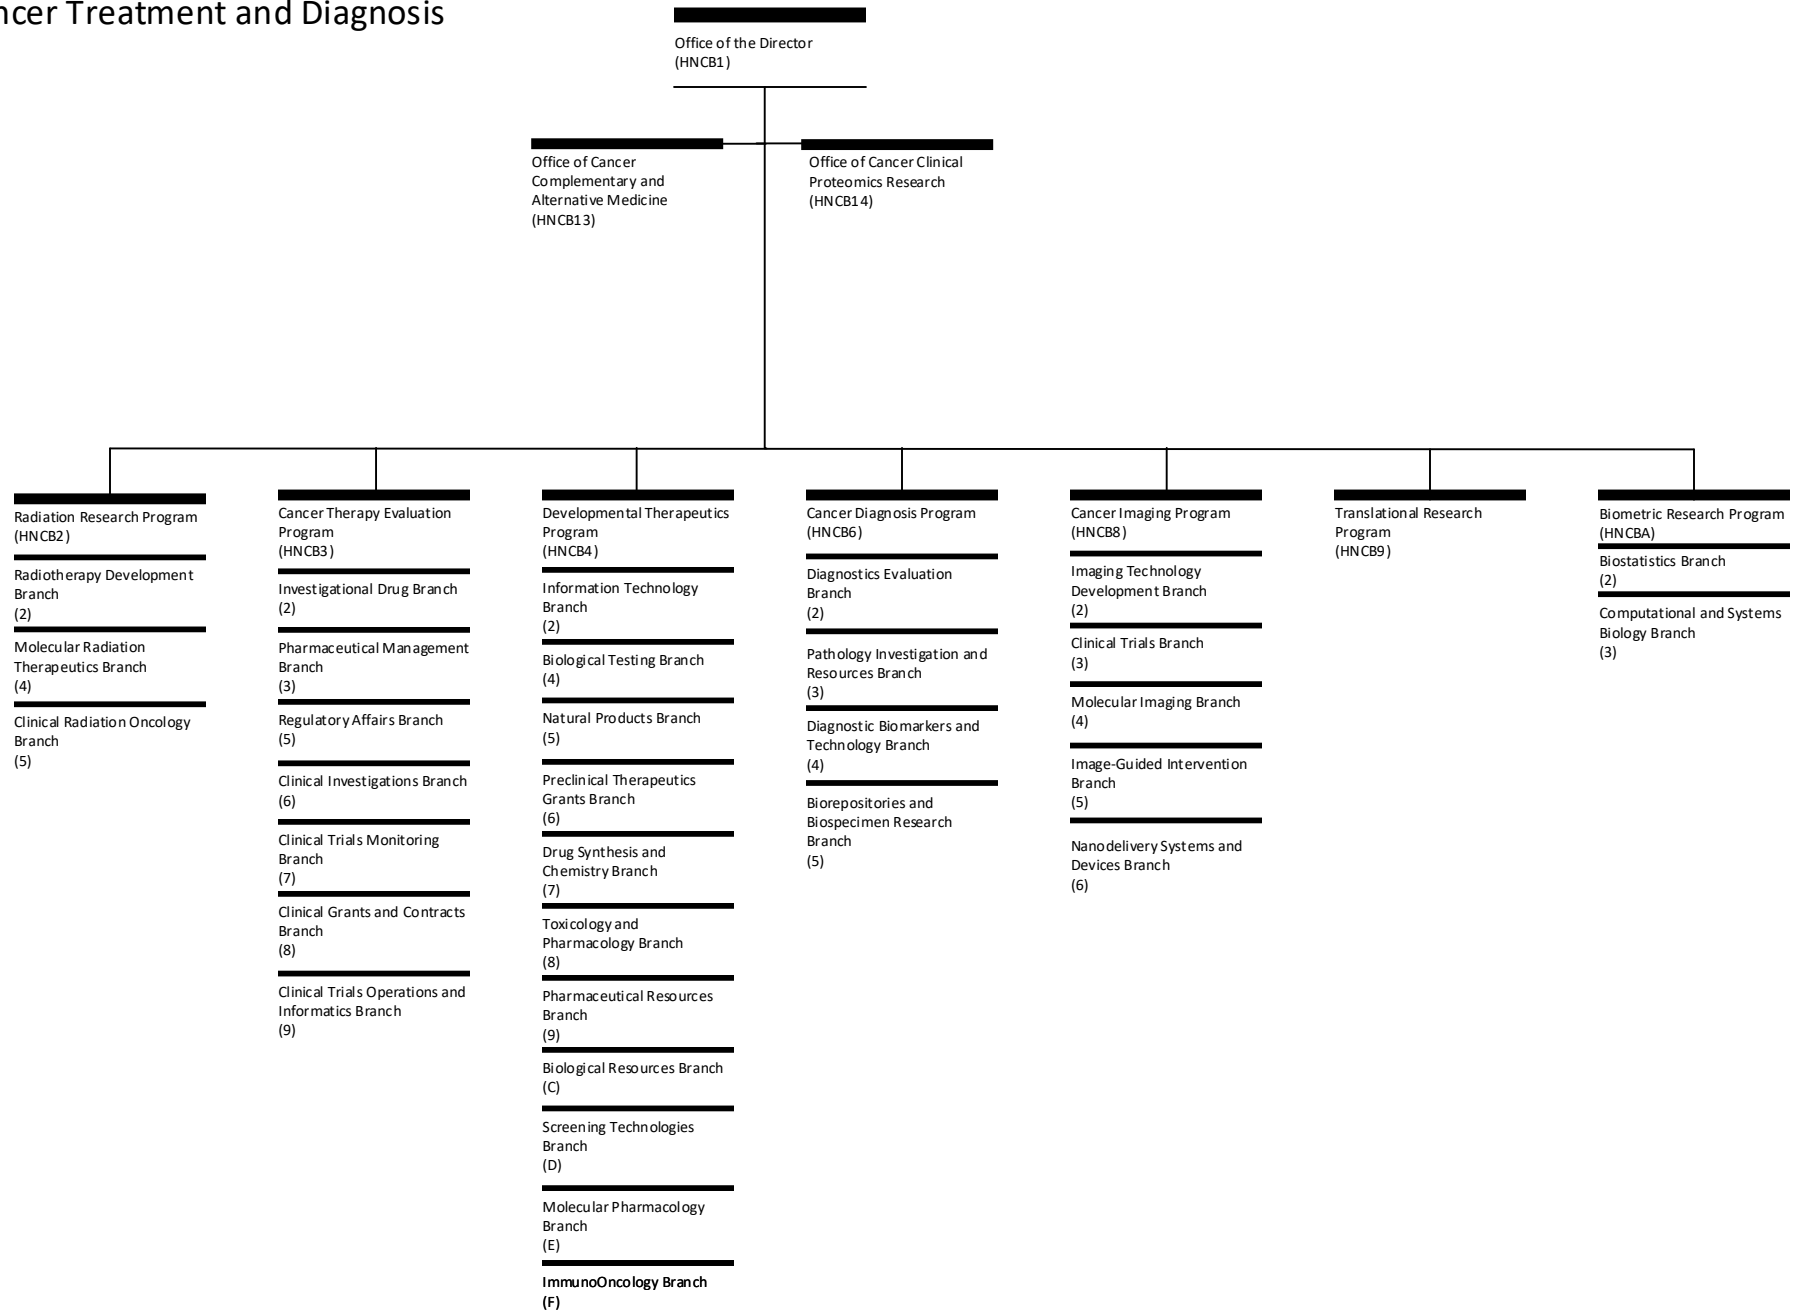 ncer Treatment and Diagnosis
Office of the Director
(HNCB1)
Office of Cancer
Complementary and
Alternative Medicine
(HNCB13)
Office of Cancer Clinical
Proteomics Research
(HNCB14)
Radiation Research Program
(HNCB2)
Radiotherapy Development
Branch
(2)
Molecular Radiation
Therapeutics Branch
(4)
Clinical Radiation Oncology
Branch
(5)
Cancer Therapy Evaluation
Program
(HNCB3)
Investigational Drug Branch
(2)
Pharmaceutical Management
Branch
(3)
Regulatory Affairs Branch
(5)
Clinical Investigations Branch
(6)
Clinical Trials Monitoring
Branch
(7)
Clinical Grants and Contracts
Branch
(8)
Clinical Trials Operations and
Informatics Branch
(9)
Developmental Therapeutics
Program
(HNCB4)
Information Technology
Branch
(2)
Biological Testing Branch
(4)
Natural Products Branch
(5)
Preclinical Therapeutics
Grants Branch
(6)
Drug Synthesis and
Chemistry Branch
(7)
Toxicology and
Pharmacology Branch
(8)
Pharmaceutical Resources
Branch
(9)
Biological Resources Branch
(C)
Screening Technologies
Branch
(D)
Molecular Pharmacology
Branch
(E)
ImmunoOncology Branch
(F)
Cancer Diagnosis Program
(HNCB6)
Diagnostics Evaluation
Branch
(2)
Pathology Investigation and
Resources Branch
(3)
Diagnostic Biomarkers and
Technology Branch
(4)
Biorepositories and
Biospecimen Research
Branch
(5)
Cancer Imaging Program
(HNCB8)
Imaging Technology
Development Branch
(2)
Clinical Trials Branch
(3)
Molecular Imaging Branch
(4)
Image-Guided Intervention
Branch
(5)
Nanodelivery Systems and
Devices Branch
(6)
Translational Research
Program
(HNCB9)
Biometric Research Program
(HNCBA)
Biostatistics Branch
(2)
Computational and Systems
Biology Branch
(3)